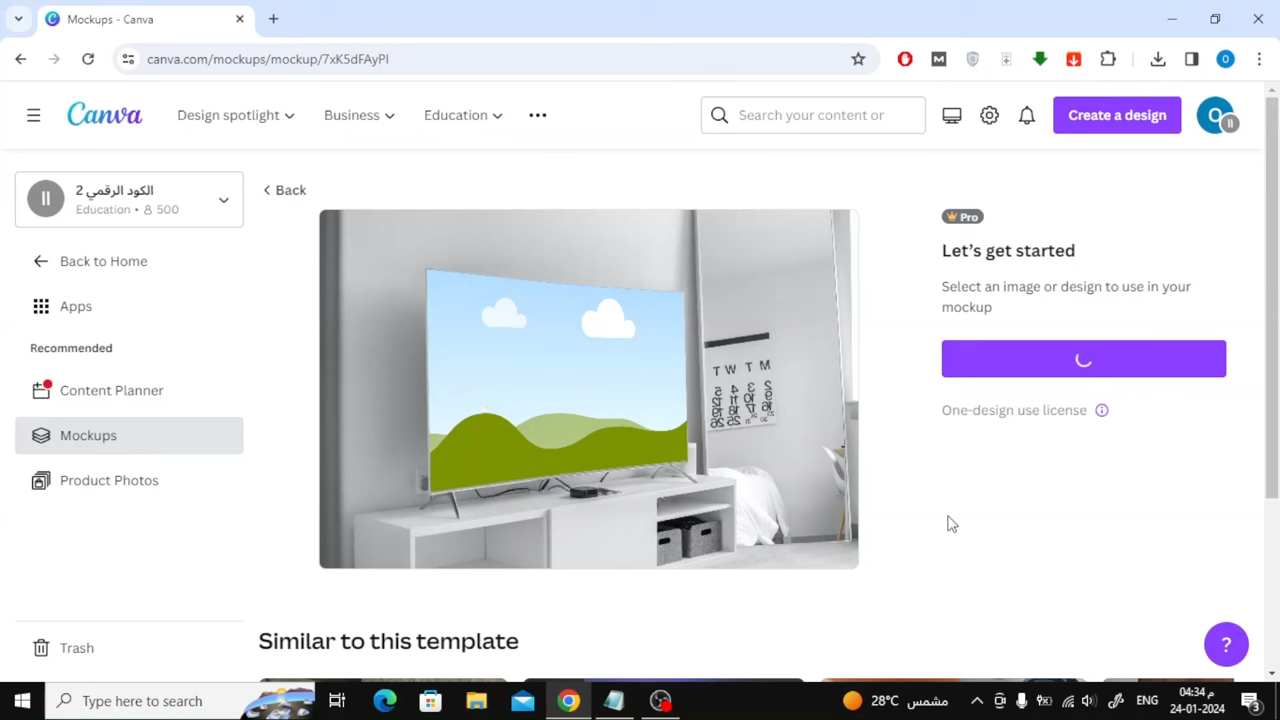 Mockups - Canva
canva.com/mockups/mockup/7xK5dFAyPI
Canva
Design spotlight
Business
Education
Search your content or
Create a design
O
II
II
الكود الرقمي 2
Education • 500
Back to Home
Apps
Recommended
Content Planner
Mockups
Product Photos
Trash
Back
Pro
Let's get started
Select an image or design to use in your
mockup
One-design use license
Similar to this template
?
Type here to search
28°C مشمس
ENG
04:34 م
24-01-2024
3